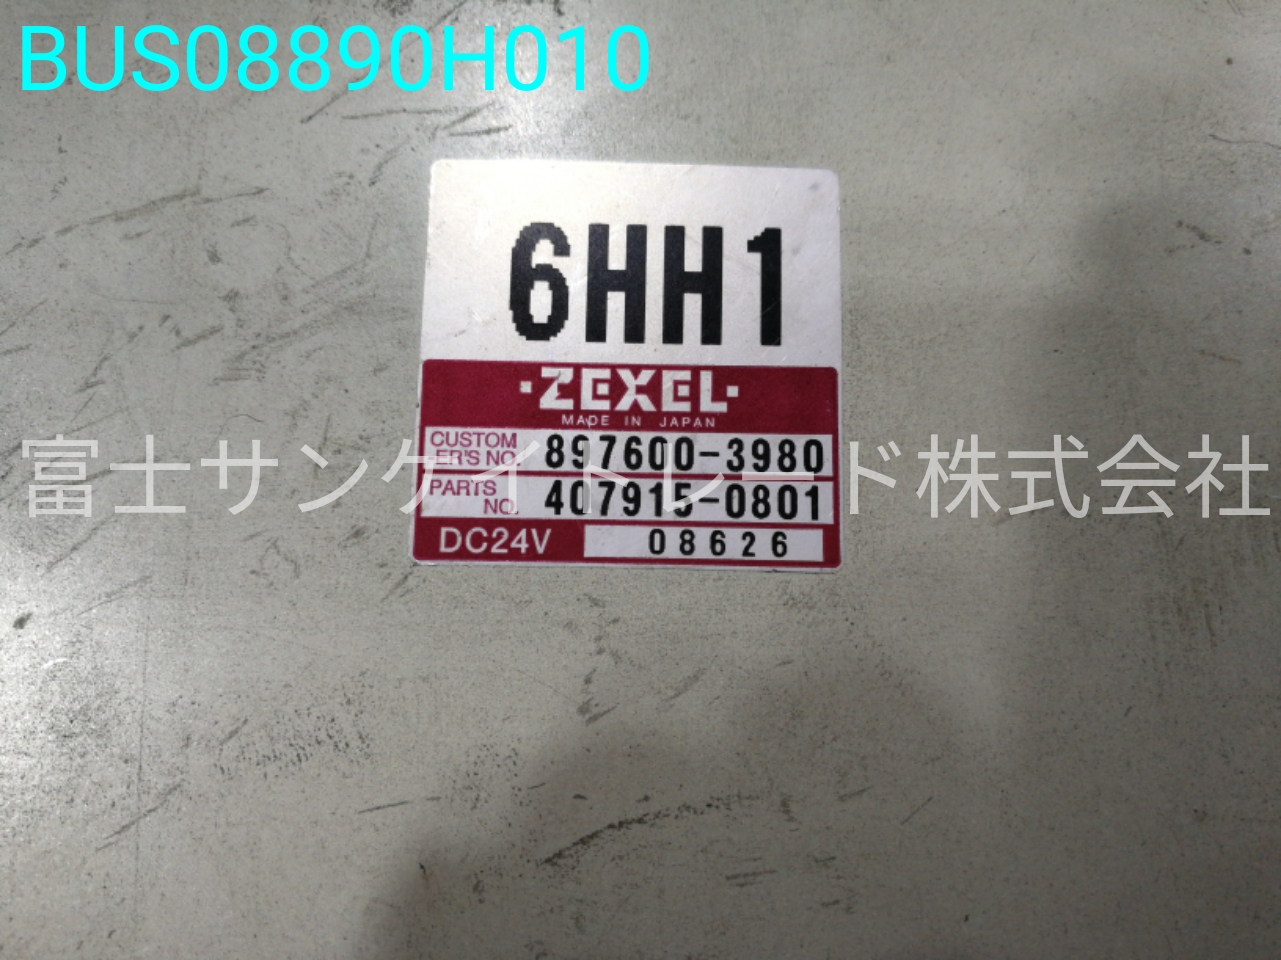 BUS08890H010
6HH1
·ZEXEL·
MADE IN JAPAN
CUSTOM
ER'S NO. 897600-3980
PARTS
NO. 407915-0801
DC24V 08626
富士サンケイトレード株式会社